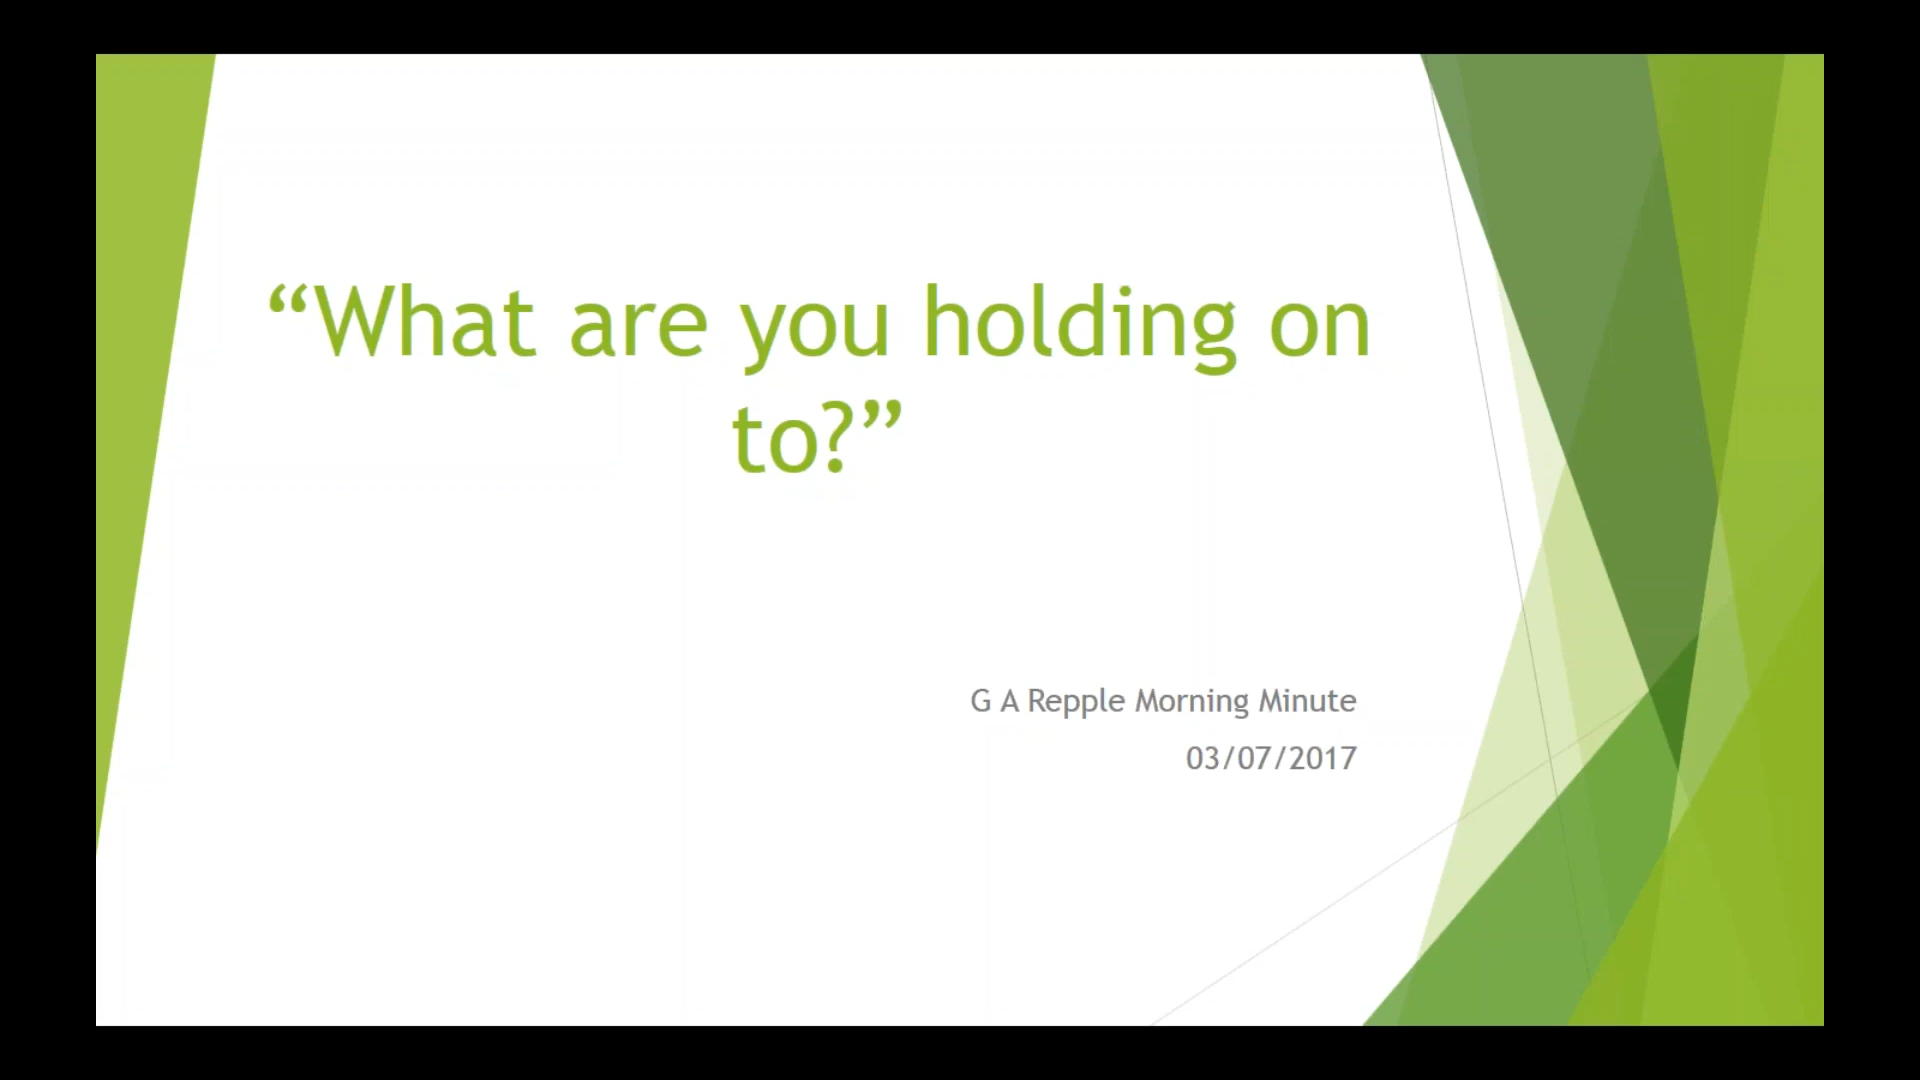 “What are you holding on
to?”
G A Repple Morning Minute
03/07/2017